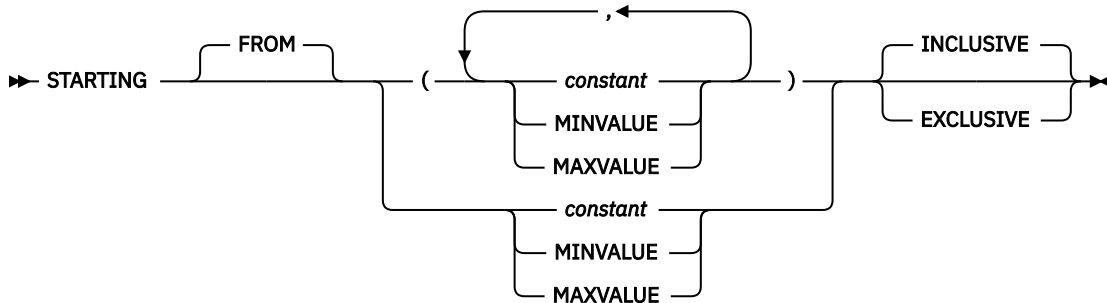 ,
FROM INCLUSIVE
STARTING ( constant )
MINVALUE EXCLUSIVE
MAXVALUE
constant
MINVALUE
MAXVALUE